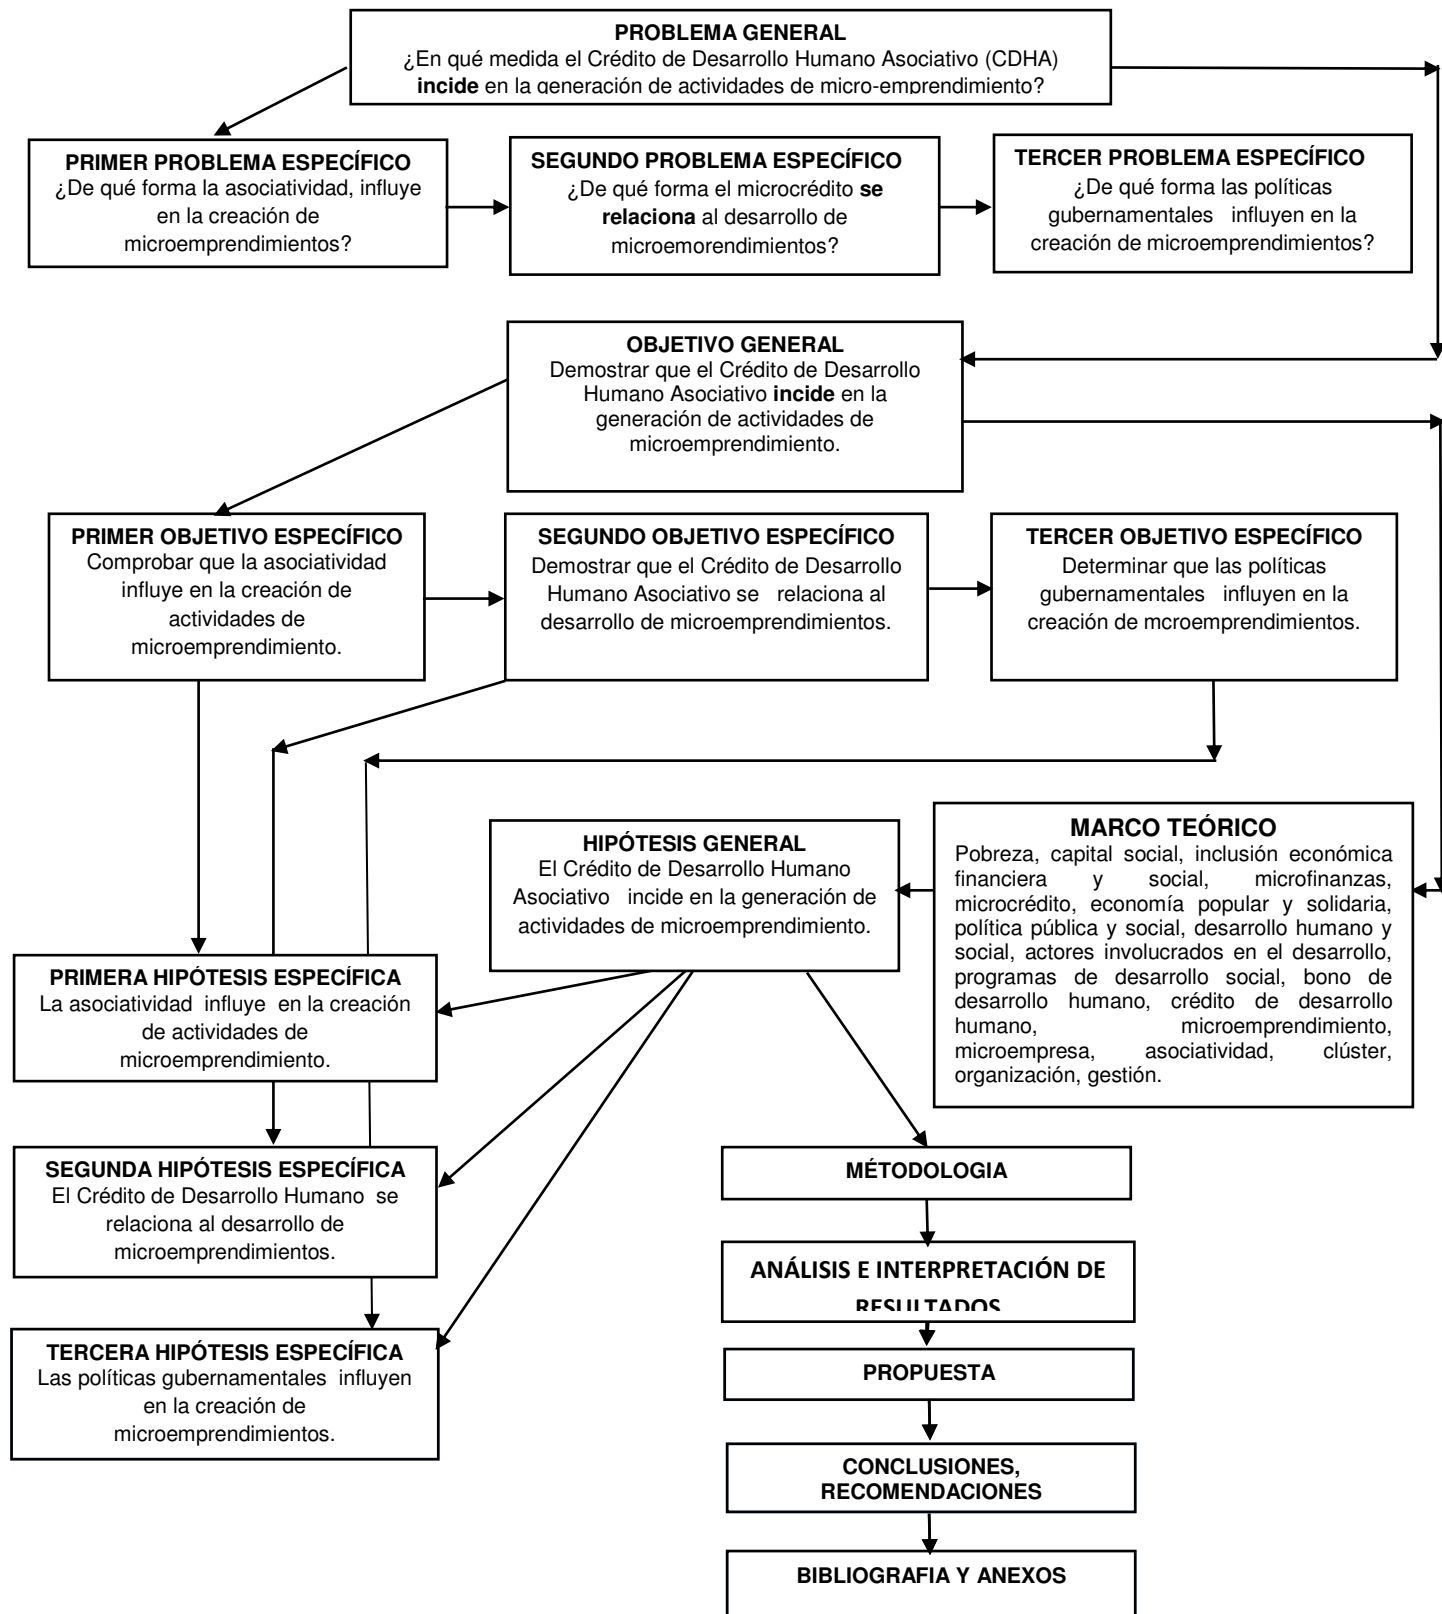 PROBLEMA GENERAL
¿En qué medida el Crédito de Desarrollo Humano Asociativo (CDHA)
incide en la generación de actividades de micro-emprendimiento?
PRIMER PROBLEMA ESPECÍFICO
¿De qué forma la asociatividad, influye
en la creación de
microemprendimientos?
SEGUNDO PROBLEMA ESPECÍFICO
¿De qué forma el microcrédito se
relaciona al desarrollo de
microemorendimientos?
TERCER PROBLEMA ESPECÍFICO
¿De qué forma las políticas
gubernamentales influyen en la
creación de microemprendimientos?
OBJETIVO GENERAL
Demostrar que el Crédito de Desarrollo
Humano Asociativo incide en la
generación de actividades de
microemprendimiento.
PRIMER OBJETIVO ESPECÍFICO
Comprobar que la asociatividad
influye en la creación de
actividades de
microemprendimiento.
SEGUNDO OBJETIVO ESPECÍFICO
Demostrar que el Crédito de Desarrollo
Humano Asociativo se relaciona al
desarrollo de microemprendimientos.
TERCER OBJETIVO ESPECÍFICO
Determinar que las políticas
gubernamentales influyen en la
creación de mcroemprendimientos.
HIPÓTESIS GENERAL
El Crédito de Desarrollo Humano
Asociativo incide en la generación de
actividades de microemprendimiento.
MARCO TEÓRICO
Pobreza, capital social, inclusión económica
financiera y social, microfinanzas,
microcrédito, economía popular y solidaria,
política pública y social, desarrollo humano y
social, actores involucrados en el desarrollo,
programas de desarrollo social, bono de
desarrollo humano, crédito de desarrollo
humano, microemprendimiento,
microempresa, asociatividad, clúster,
organización, gestión.
PRIMERA HIPÓTESIS ESPECÍFICA
La asociatividad influye en la creación
de actividades de
microemprendimiento.
SEGUNDA HIPÓTESIS ESPECÍFICA
El Crédito de Desarrollo Humano se
relaciona al desarrollo de
microemprendimientos.
TERCERA HIPÓTESIS ESPECÍFICA
Las políticas gubernamentales influyen
en la creación de
microemprendimientos.
MÉTODOLOGIA
ANÁLISIS E INTERPRETACIÓN DE
RESULTADOS
PROPUESTA
CONCLUSIONES,
RECOMENDACIONES
BIBLIOGRAFIA Y ANEXOS